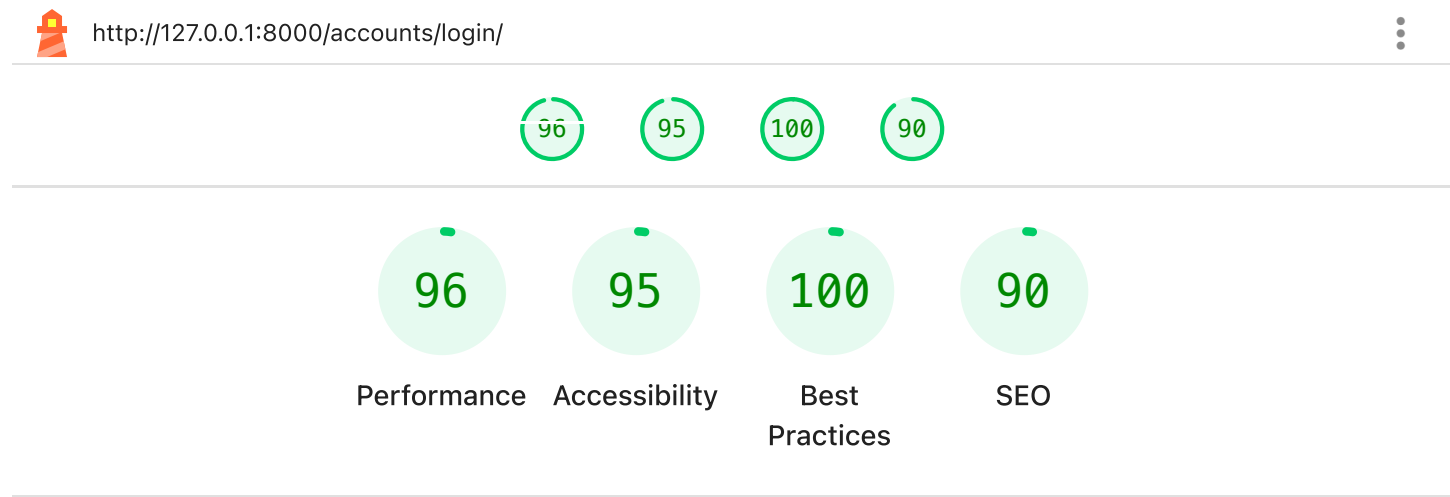 http://127.0.0.1:8000/accounts/login/
96 95 100 90
96 95 100 90
Performance Accessibility Best Practices SEO